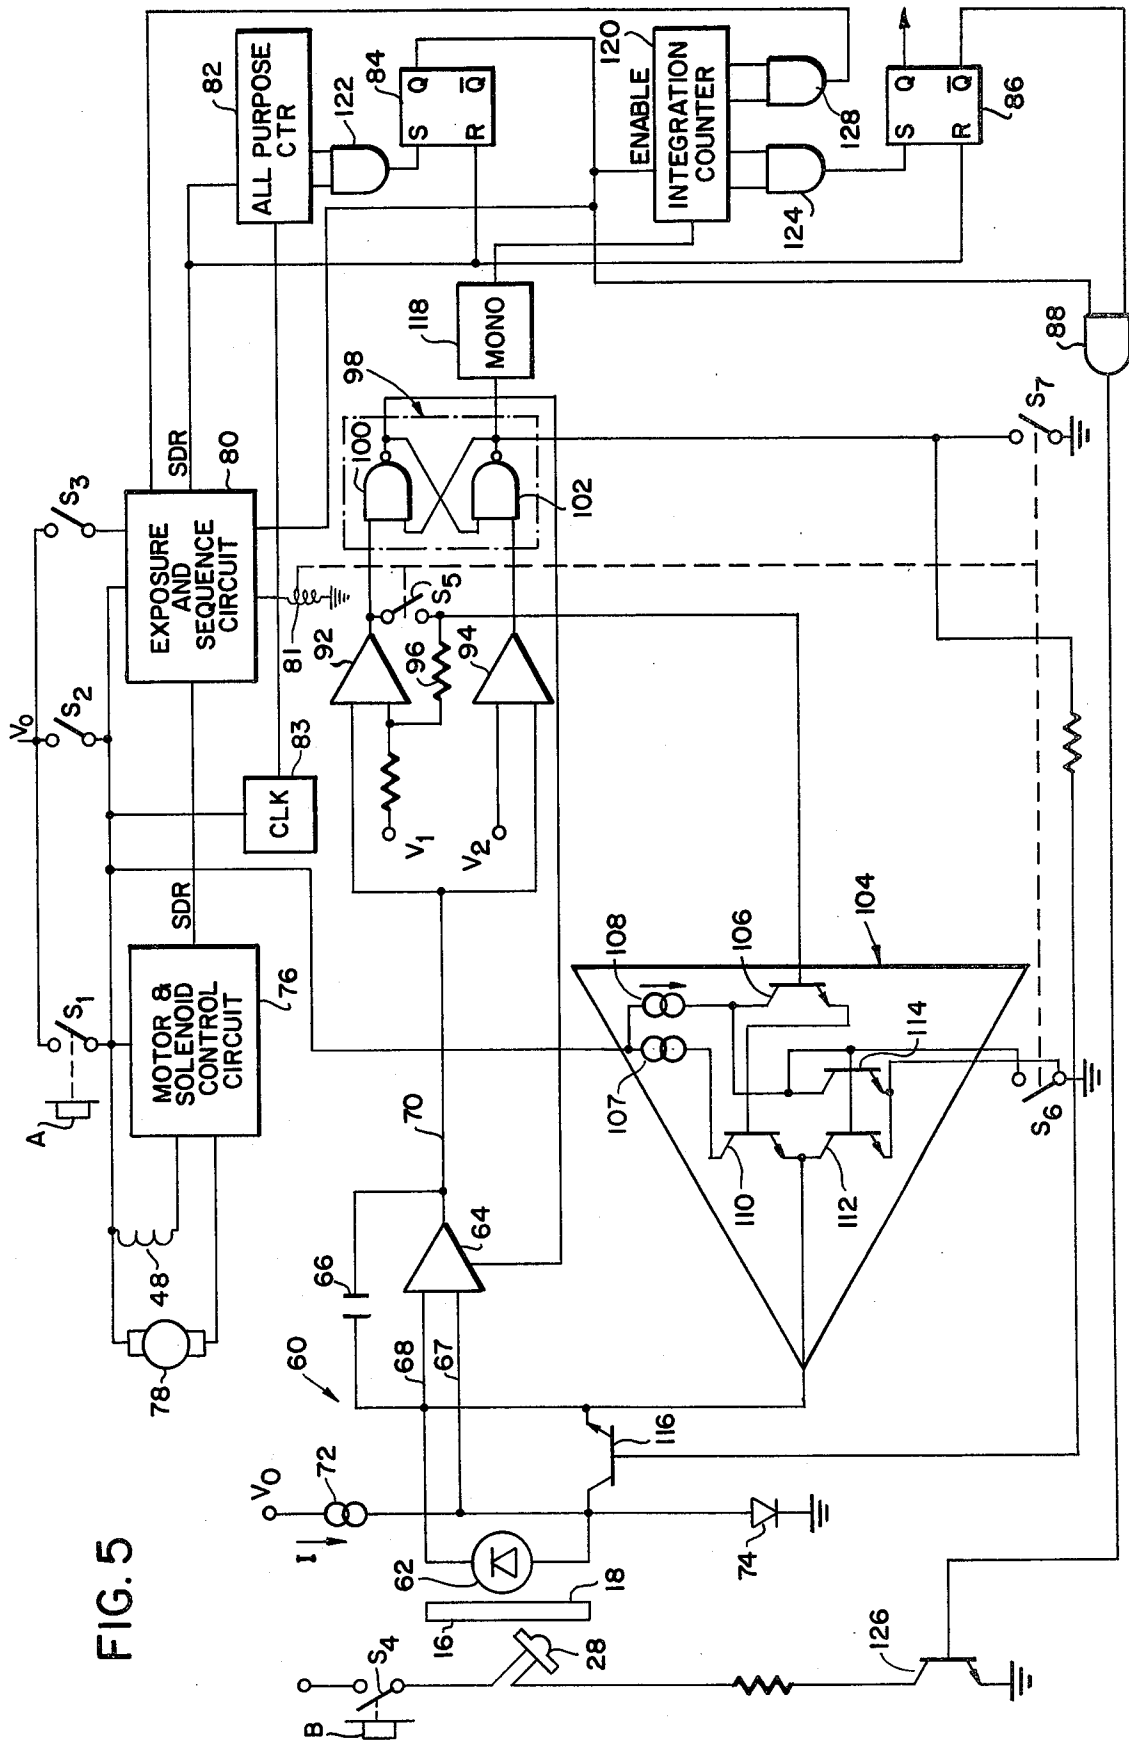 FIG. 5
B
S4
28
16
18
62
126
I
V0
72
74
60
68
67
66
64
70
116
78
48
A
S1
MOTOR &
SOLENOID
CONTROL
CIRCUIT
76
SDR
V0
S2
S3
EXPOSURE
AND
SEQUENCE
CIRCUIT
80
81
SDR
CLK
83
ALL PURPOSE
CTR
82
122
84
S
Q
R
Q̅
V1
V2
92
94
96
S5
98
100
102
MONO
118
ENABLE
120
INTEGRATION
COUNTER
124
128
S
Q
R
Q̅
86
88
S7
S6
104
106
107
108
110
112
114